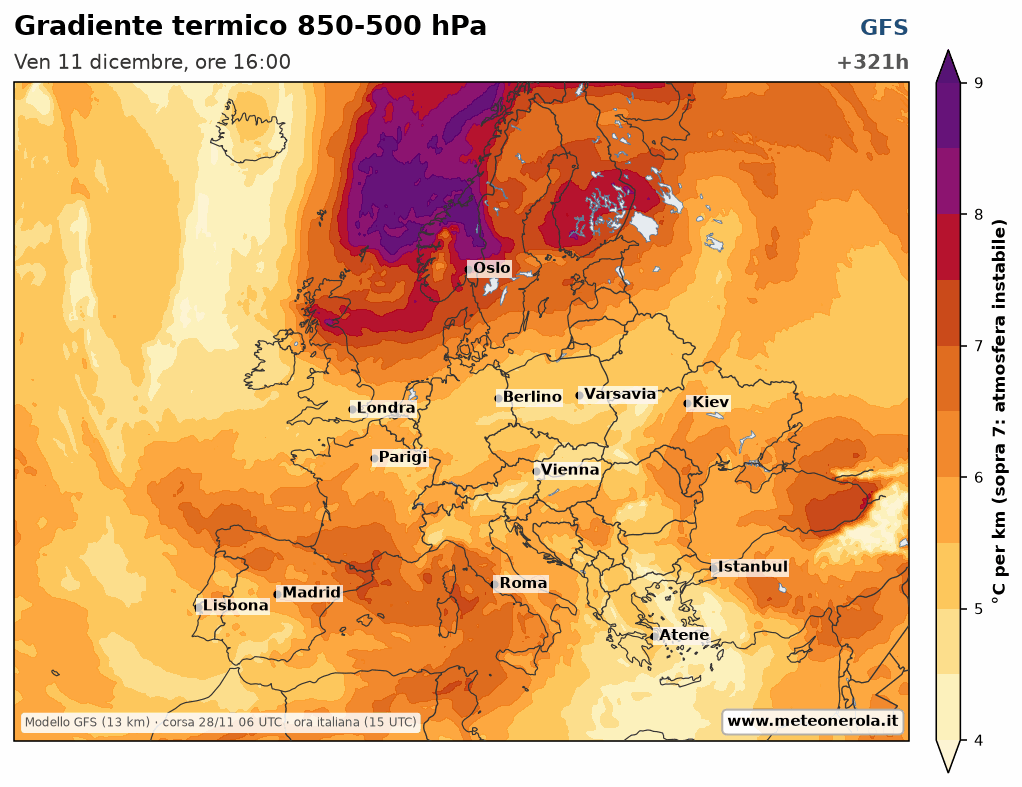 Gradiente termico 850-500 hPa
GFS
Ven 11 dicembre, ore 16:00
+321h
9
8
7
6
5
4
°C per km (sopra 7: atmosfera instabile)
Oslo
Londra
Berlino
Varsavia
Kiev
Parigi
Vienna
Istanbul
Roma
Madrid
Lisbona
Atene
Modello GFS (13 km) · corsa 28/11 06 UTC · ora italiana (15 UTC)
www.meteonerola.it